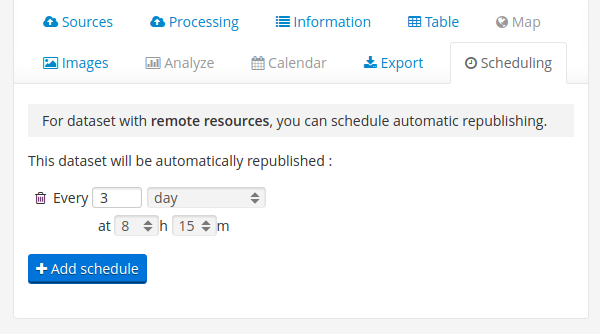 Sources Processing Information Table Map
Images Analyze Calendar Export Scheduling
For dataset with remote resources, you can schedule automatic republishing.
This dataset will be automatically republished :
Every 3 day
at 8 h 15 m
Add schedule